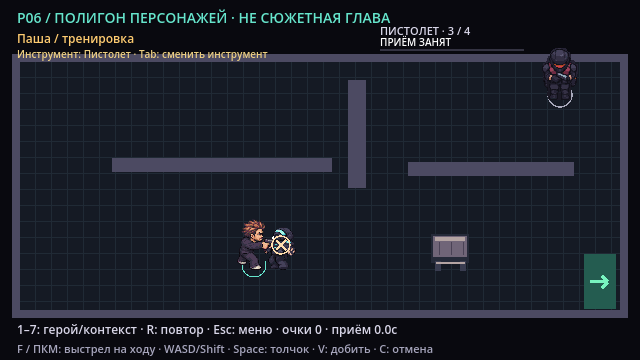 P06 / ПОЛИГОН ПЕРСОНАЖЕЙ · НЕ СЮЖЕТНАЯ ГЛАВА
Паша / тренировка
Инструмент: Пистолет · Tab: сменить инструмент
ПИСТОЛЕТ · 3 / 4
ПРИЁМ ЗАНЯТ
1–7: герой/контекст · R: повтор · Esc: меню · очки 0 · приём 0.0с
F / ПКМ: выстрел на ходу · WASD/Shift · Space: толчок · V: добить · C: отмена